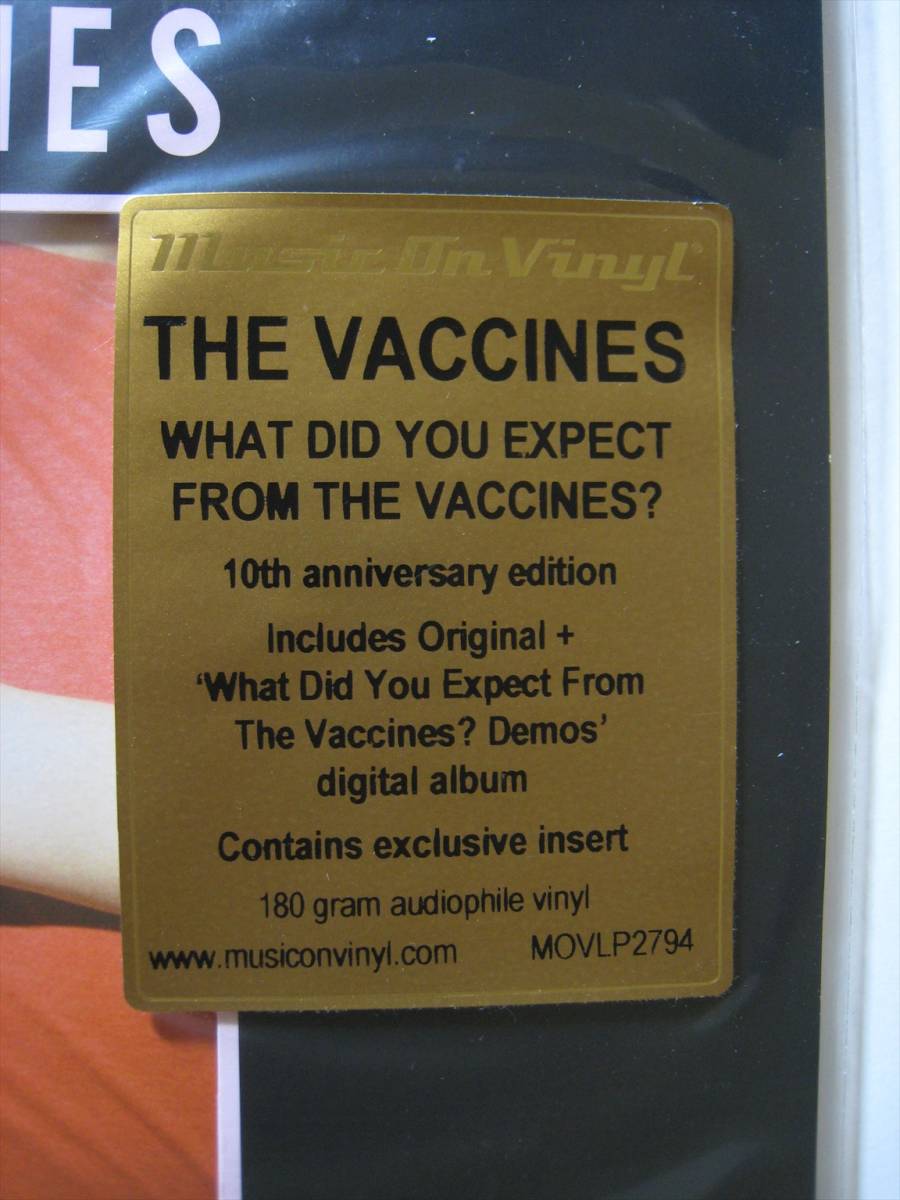 IES
Music On Vinyl®
THE VACCINES
WHAT DID YOU EXPECT
FROM THE VACCINES?
10th anniversary edition
Includes Original +
‘What Did You Expect From
The Vaccines? Demos’
digital album
Contains exclusive insert
180 gram audiophile vinyl
www.musiconvinyl.com MOVLP2794